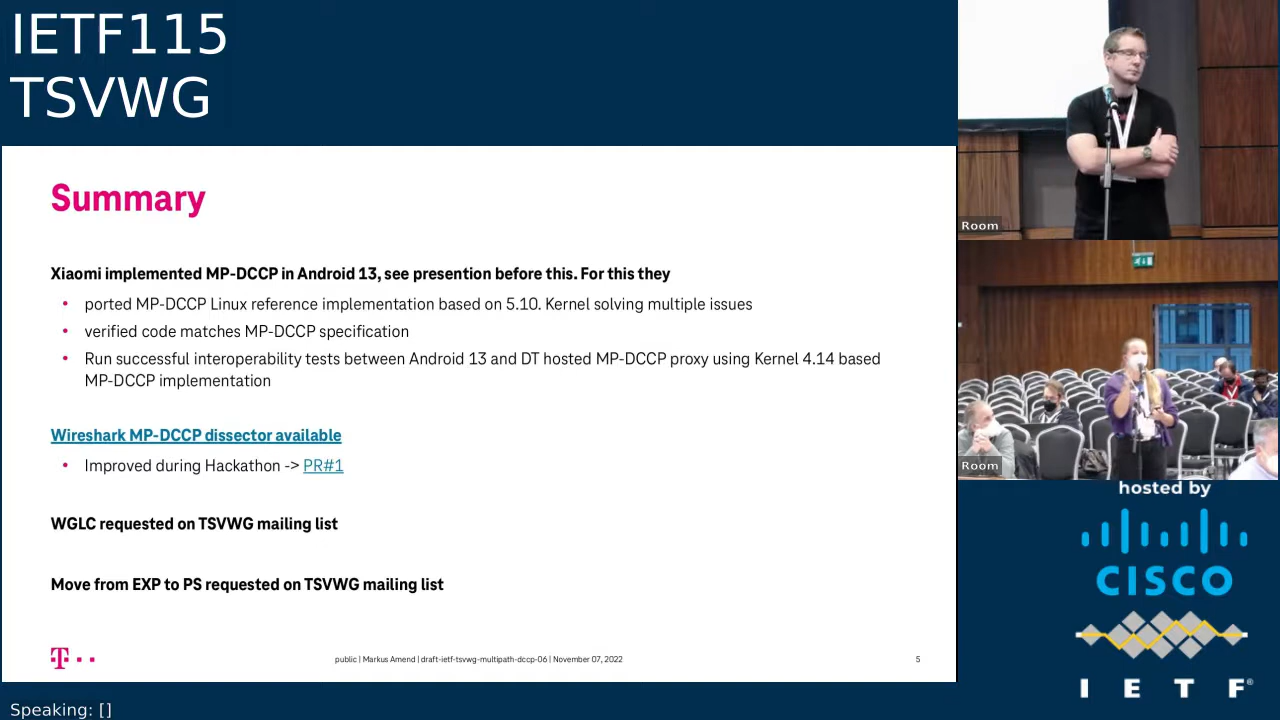 IETF115
TSVWG
Summary
Xiaomi implemented MP-DCCP in Android 13, see presention before this. For this they
• ported MP-DCCP Linux reference implementation based on 5.10. Kernel solving multiple issues
• verified code matches MP-DCCP specification
• Run successful interoperability tests between Android 13 and DT hosted MP-DCCP proxy using Kernel 4.14 based
MP-DCCP implementation
Wireshark MP-DCCP dissector available
• Improved during Hackathon -> PR#1
WGLC requested on TSVWG mailing list
Move from EXP to PS requested on TSVWG mailing list
T
public | Markus Amend | draft-ietf-tsvwg-multipath-dccp-06 | November 07, 2022
5
Speaking: []
Room
Room
hosted by
CISCO
I E T F®